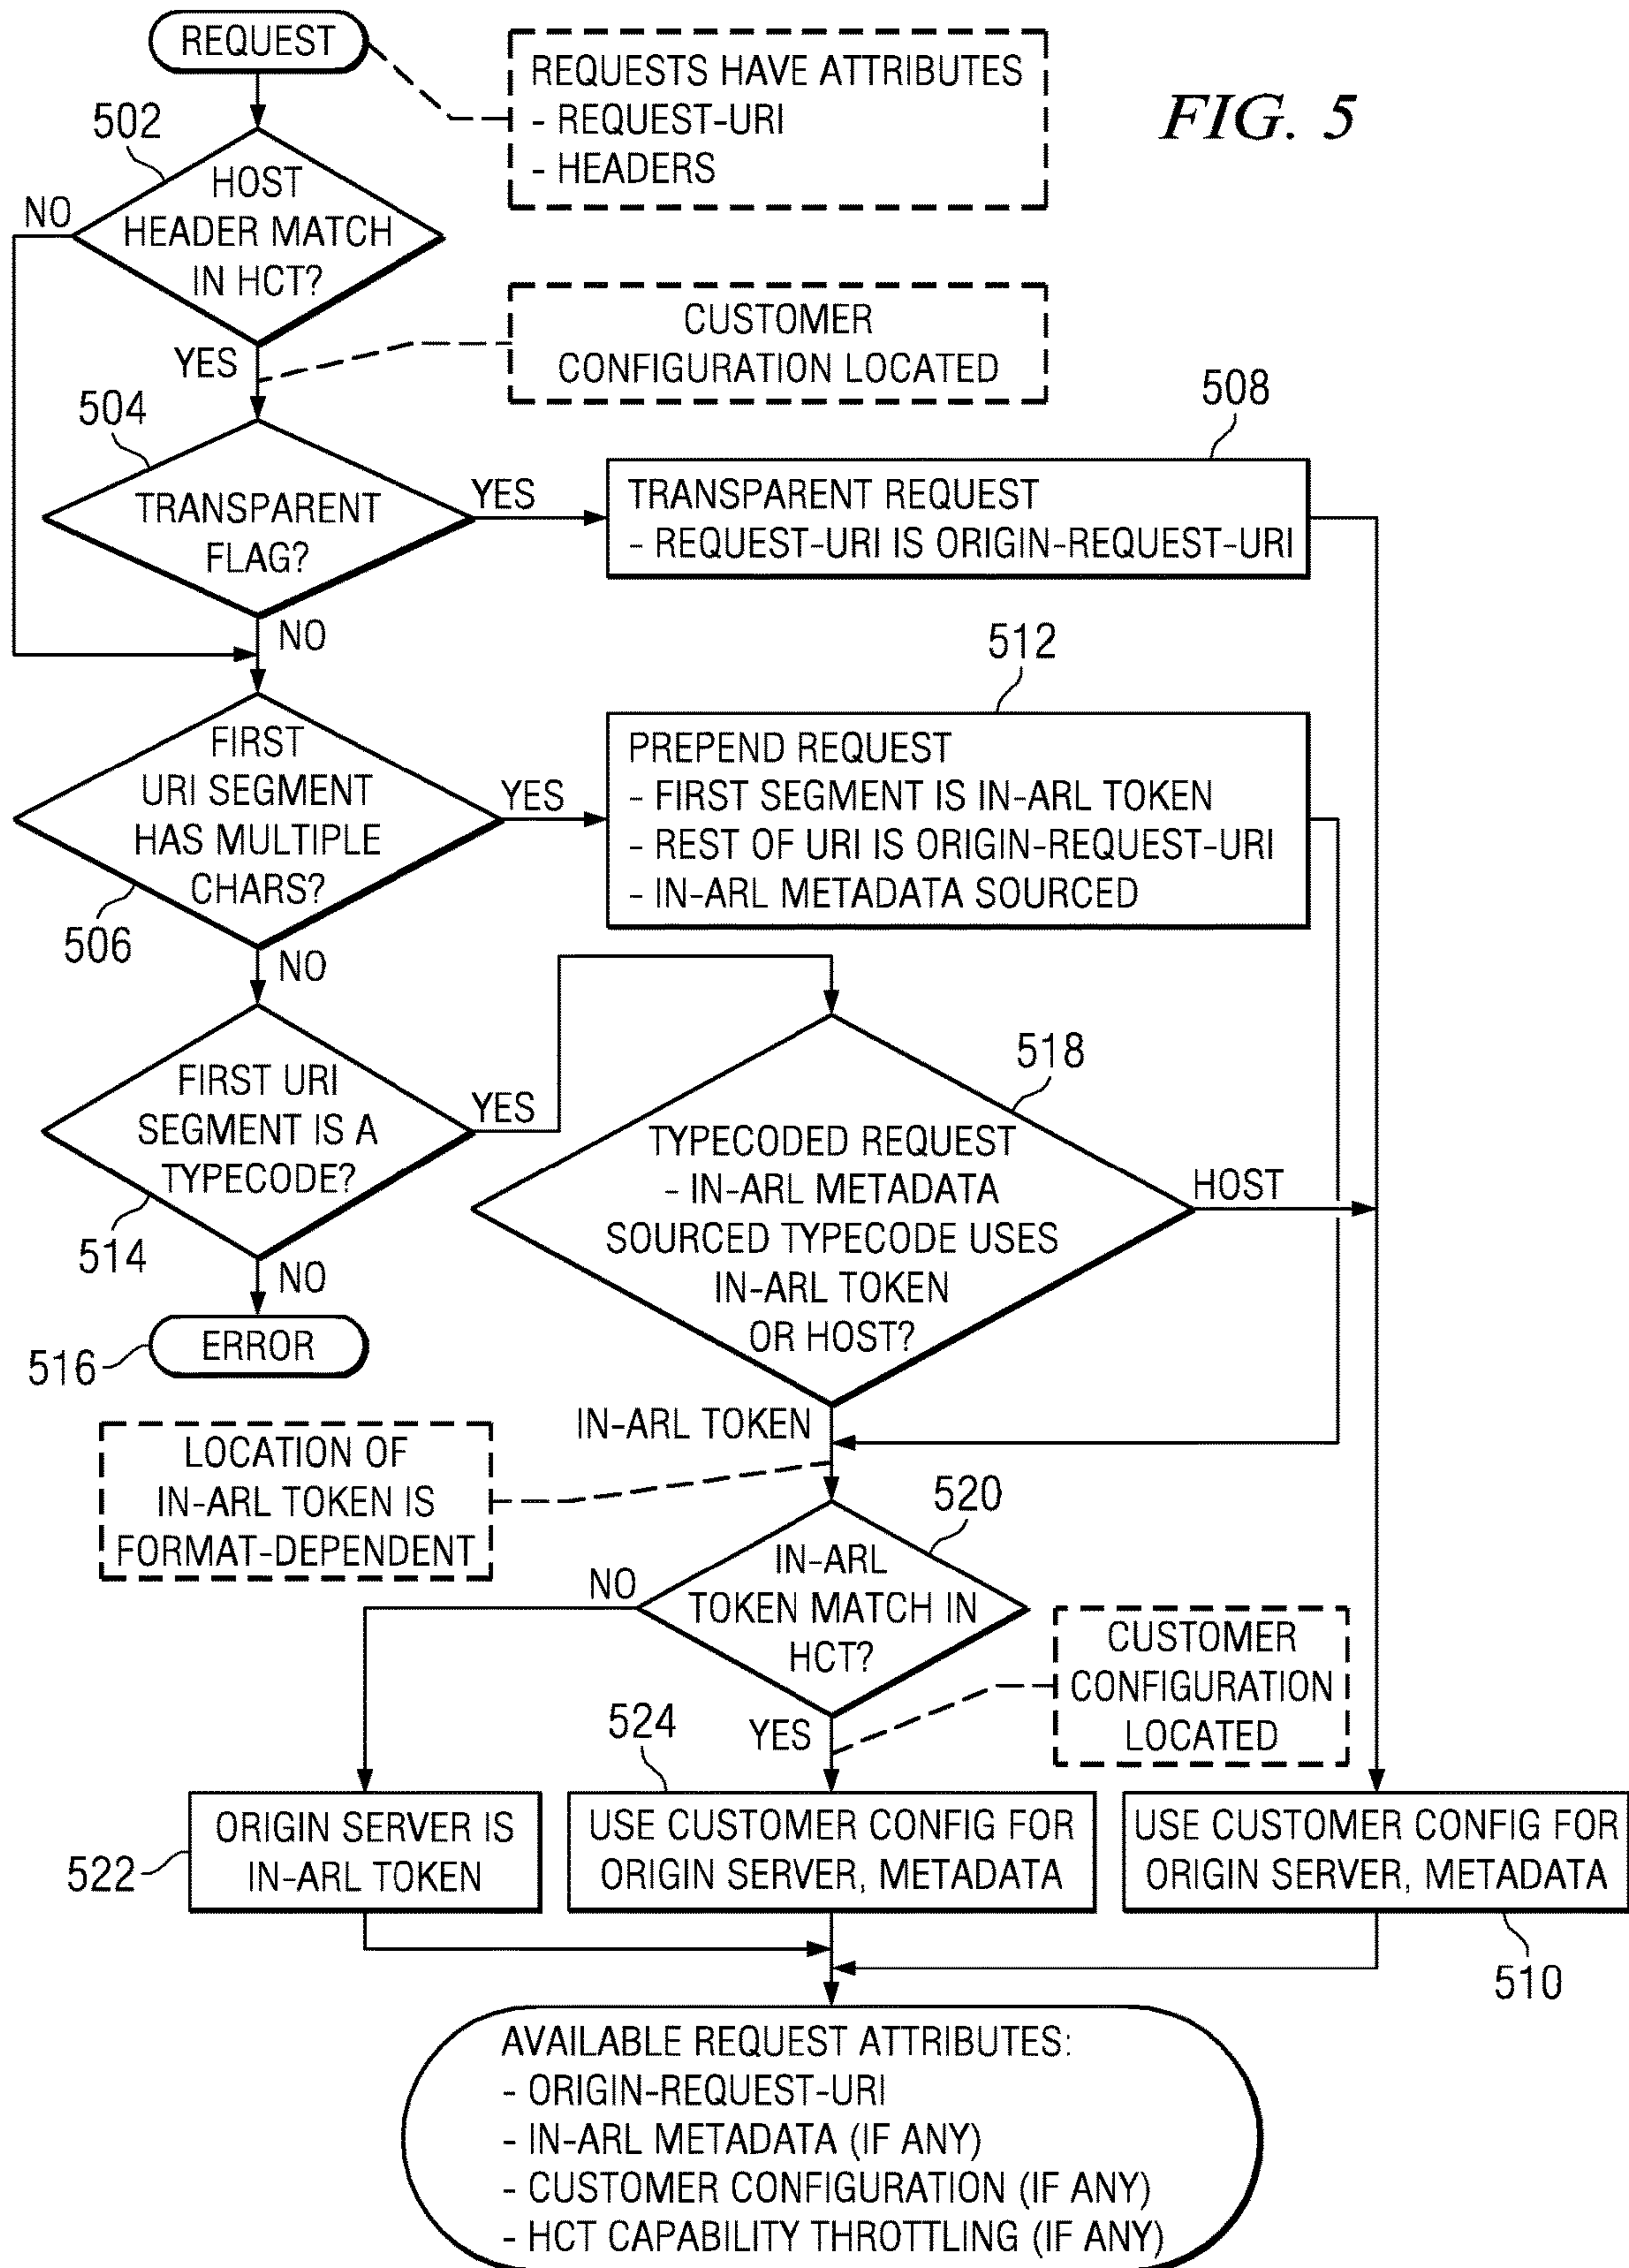 REQUEST
REQUESTS HAVE ATTRIBUTES
- REQUEST-URI
- HEADERS
FIG. 5
502
HOST
HEADER MATCH
IN HCT?
NO
YES
CUSTOMER
CONFIGURATION LOCATED
504
TRANSPARENT
FLAG?
YES
NO
508
TRANSPARENT REQUEST
- REQUEST-URI IS ORIGIN-REQUEST-URI
512
FIRST
URI SEGMENT
HAS MULTIPLE
CHARS?
506
YES
NO
PREPEND REQUEST
- FIRST SEGMENT IS IN-ARL TOKEN
- REST OF URI IS ORIGIN-REQUEST-URI
- IN-ARL METADATA SOURCED
FIRST URI
SEGMENT IS A
TYPECODE?
514
YES
NO
516
ERROR
518
TYPECODED REQUEST
- IN-ARL METADATA
SOURCED TYPECODE USES
IN-ARL TOKEN
OR HOST?
HOST
IN-ARL TOKEN
LOCATION OF
IN-ARL TOKEN IS
FORMAT-DEPENDENT
520
IN-ARL
TOKEN MATCH IN
HCT?
NO
YES
CUSTOMER
CONFIGURATION
LOCATED
524
522
ORIGIN SERVER IS
IN-ARL TOKEN
USE CUSTOMER CONFIG FOR
ORIGIN SERVER, METADATA
USE CUSTOMER CONFIG FOR
ORIGIN SERVER, METADATA
510
AVAILABLE REQUEST ATTRIBUTES:
- ORIGIN-REQUEST-URI
- IN-ARL METADATA (IF ANY)
- CUSTOMER CONFIGURATION (IF ANY)
- HCT CAPABILITY THROTTLING (IF ANY)